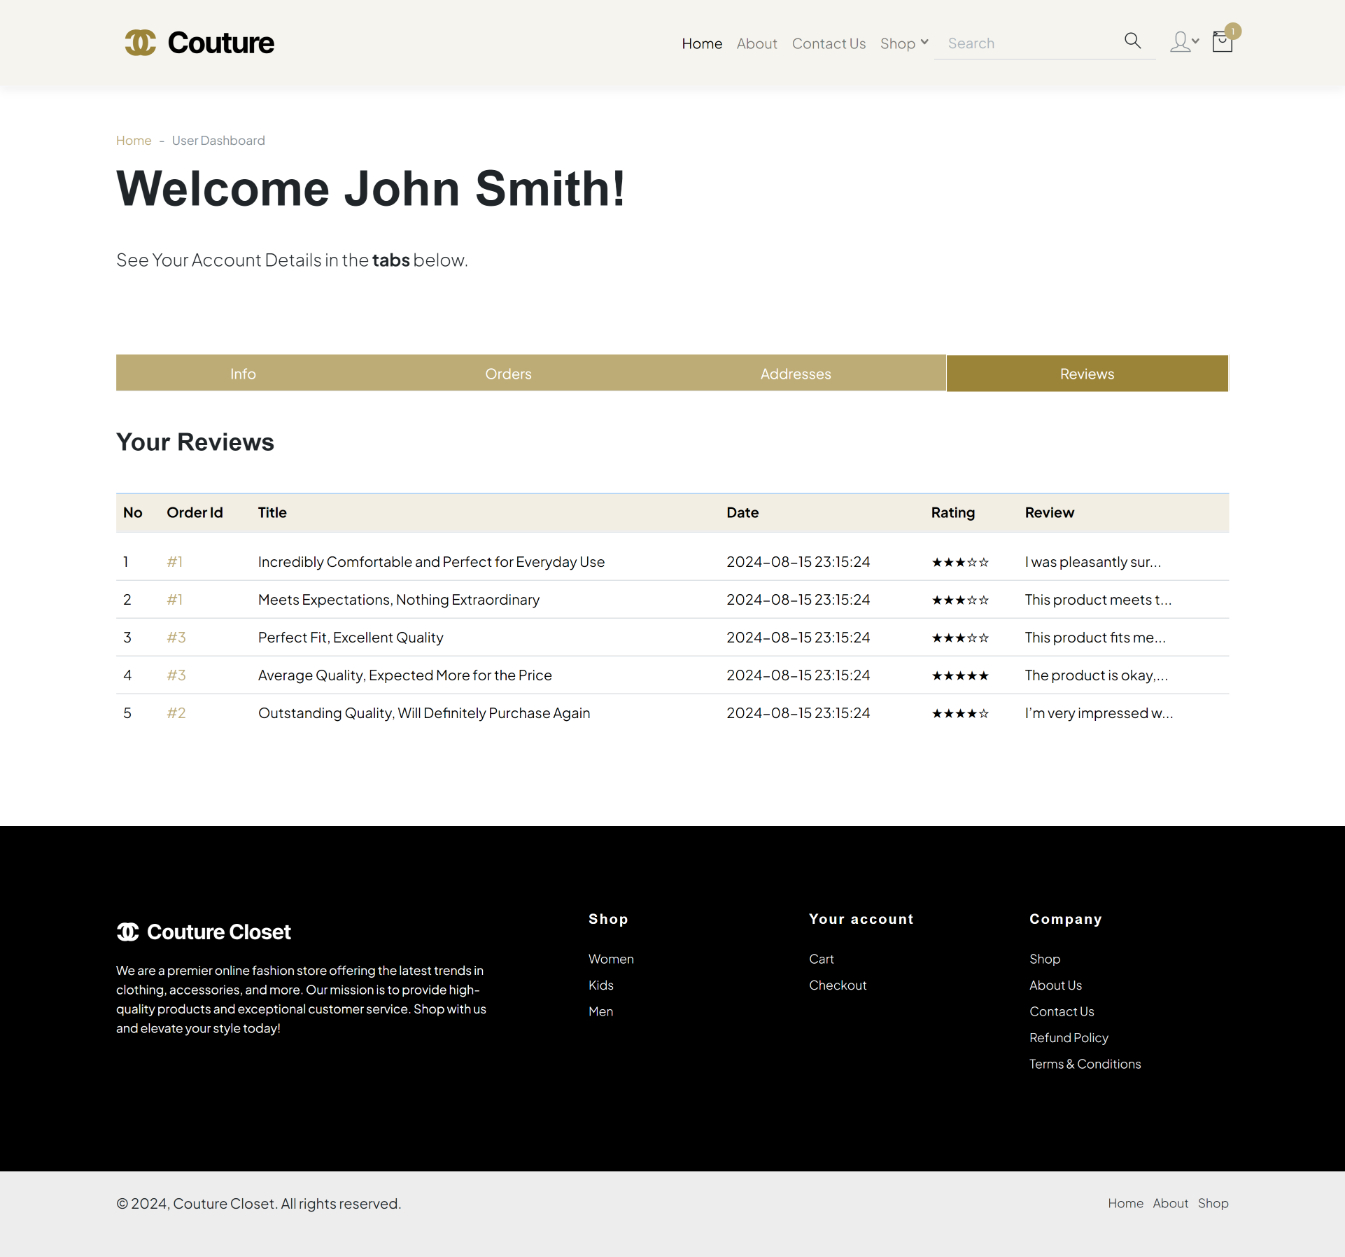 Couture
Home About Contact Us Shop Search
1
Home - User Dashboard
Welcome John Smith!
See Your Account Details in the tabs below.
Info Orders Addresses Reviews
Your Reviews
No Order Id Title Date Rating Review
1 #1 Incredibly Comfortable and Perfect for Everyday Use 2024-08-15 23:15:24 ★★★☆☆ I was pleasantly sur...
2 #1 Meets Expectations, Nothing Extraordinary 2024-08-15 23:15:24 ★★★☆☆ This product meets t...
3 #3 Perfect Fit, Excellent Quality 2024-08-15 23:15:24 ★★★☆☆ This product fits me...
4 #3 Average Quality, Expected More for the Price 2024-08-15 23:15:24 ★★★★★ The product is okay,...
5 #2 Outstanding Quality, Will Definitely Purchase Again 2024-08-15 23:15:24 ★★★★☆ I'm very impressed w...
Couture Closet
We are a premier online fashion store offering the latest trends in
clothing, accessories, and more. Our mission is to provide high-
quality products and exceptional customer service. Shop with us
and elevate your style today!
Shop
Women
Kids
Men
Your account
Cart
Checkout
Company
Shop
About Us
Contact Us
Refund Policy
Terms & Conditions
© 2024, Couture Closet. All rights reserved.
Home About Shop